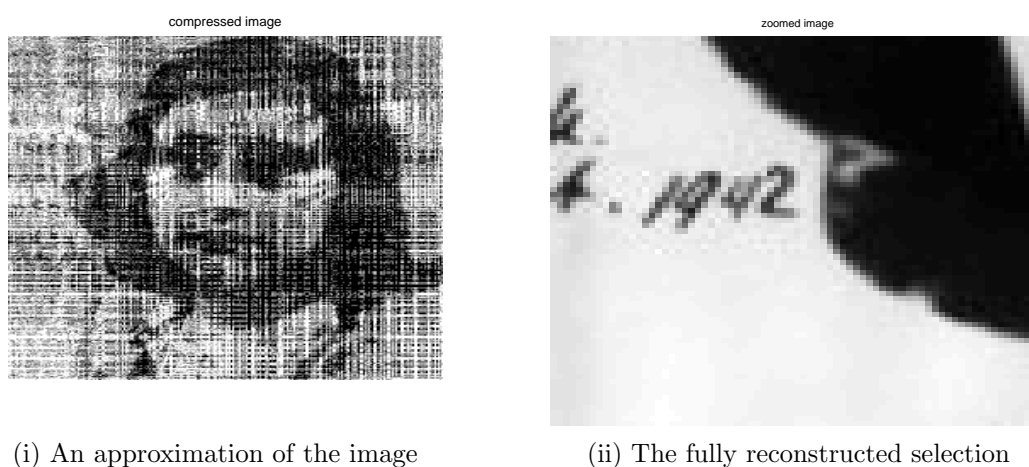 compressed image
zoomed image
. 1942
(i) An approximation of the image
(ii) The fully reconstructed selection